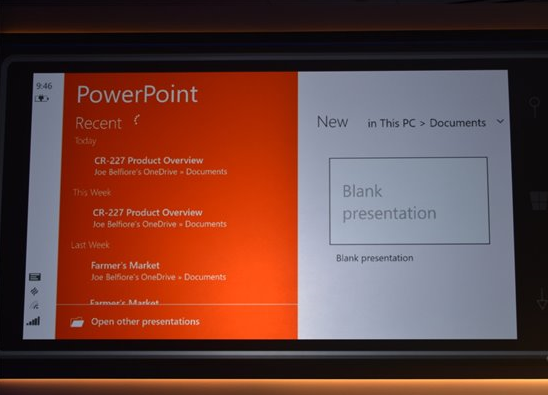 9:46
PowerPoint
Recent
Today
CR-227 Product Overview
Joe Belfiore's OneDrive » Documents
This Week
CR-227 Product Overview
Joe Belfiore's OneDrive » Documents
Last Week
Farmer's Market
Joe Belfiore's OneDrive » Documents
Farmer's Market
Open other presentations
New
in This PC > Documents
Blank
presentation
Blank presentation